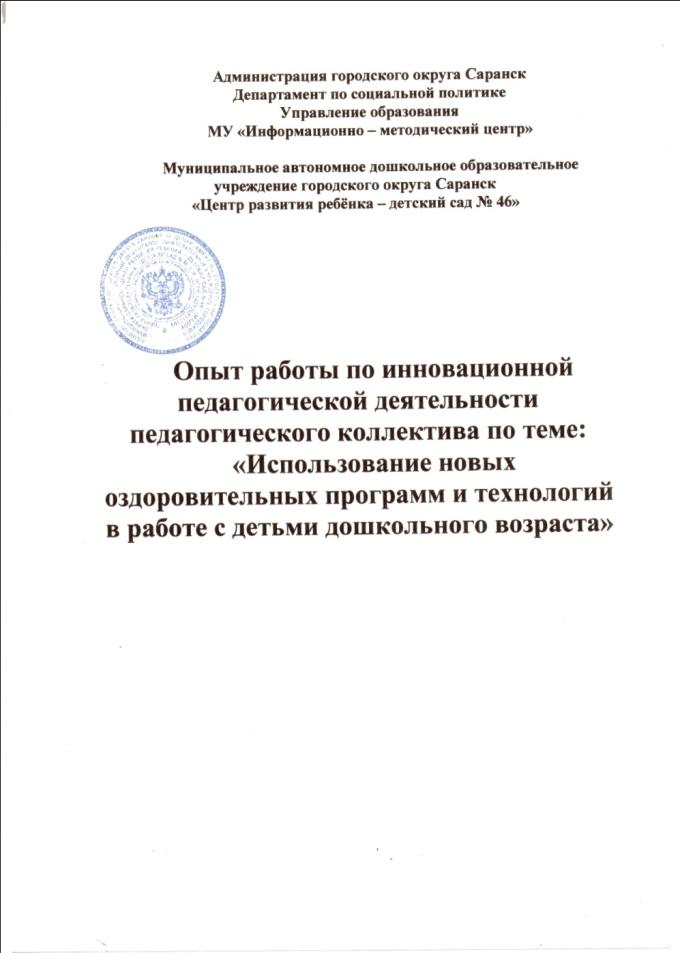 Администрация городского округа Саранск
Департамент по социальной политике
Управление образования
МУ «Информационно – методический центр»
Муниципальное автономное дошкольное образовательное
учреждение городского округа Саранск
«Центр развития ребёнка – детский сад № 46»
Опыт работы по инновационной
педагогической деятельности
педагогического коллектива по теме:
«Использование новых
оздоровительных программ и технологий
в работе с детьми дошкольного возраста»